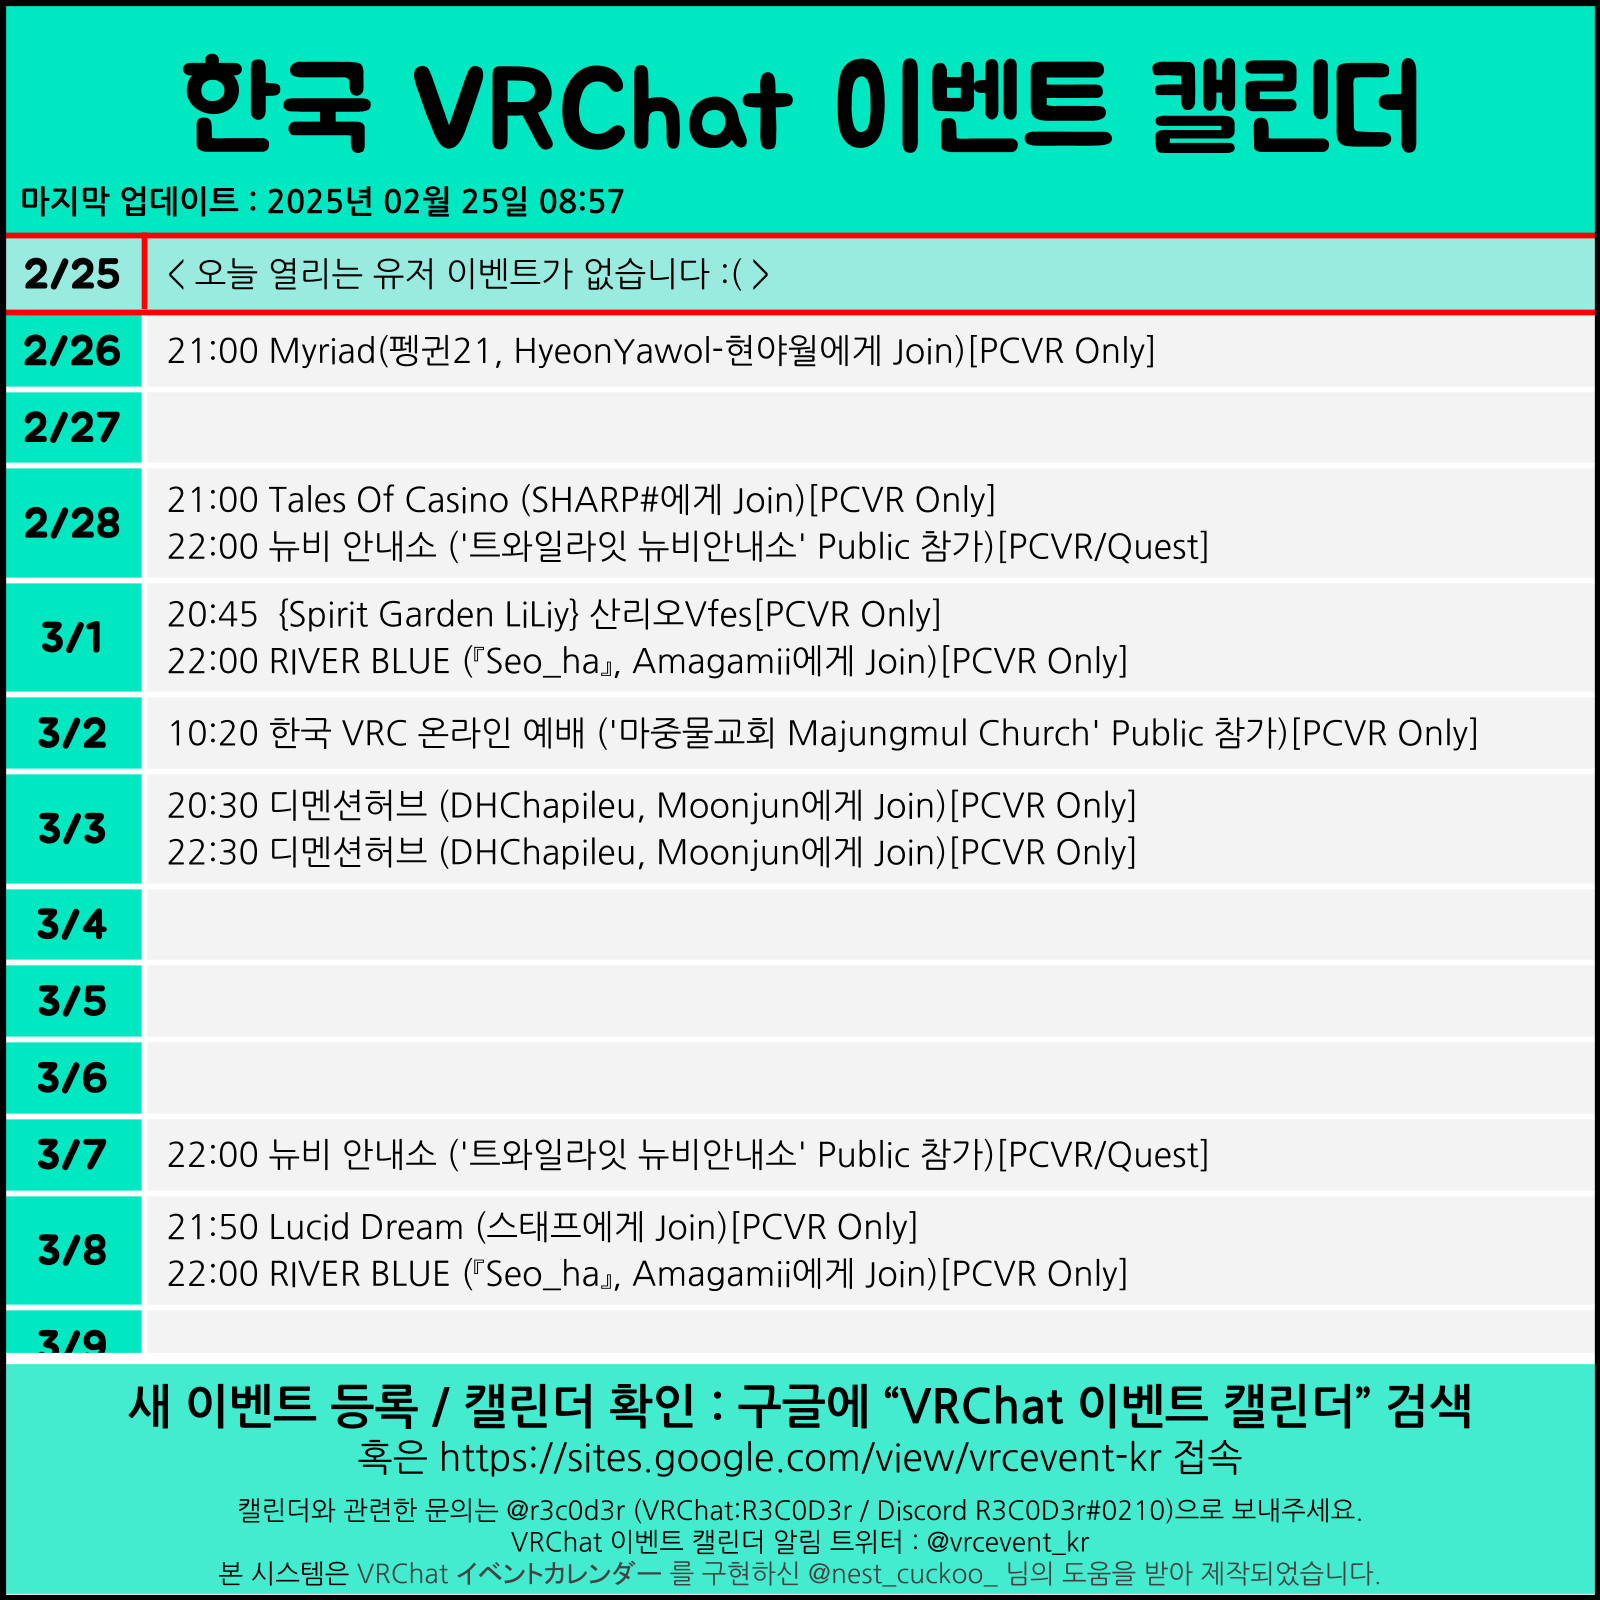 한국 VRChat 이벤트 캘린더
마지막 업데이트 : 2025년 02월 25일 08:57
2/25 < 오늘 열리는 유저 이벤트가 없습니다 :( >
2/26 21:00 Myriad(펭귄21, HyeonYawol-현야월에게 Join)[PCVR Only]
2/27
2/28 21:00 Tales Of Casino (SHARP#에게 Join)[PCVR Only]
22:00 뉴비 안내소 ('트와일라잇 뉴비안내소' Public 참가)[PCVR/Quest]
3/1 20:45 {Spirit Garden LiLiy} 산리오Vfes[PCVR Only]
22:00 RIVER BLUE (『Seo_ha』, Amagamii에게 Join)[PCVR Only]
3/2 10:20 한국 VRC 온라인 예배 ('마중물교회 Majungmul Church' Public 참가)[PCVR Only]
3/3 20:30 디멘션허브 (DHChapileu, Moonjun에게 Join)[PCVR Only]
22:30 디멘션허브 (DHChapileu, Moonjun에게 Join)[PCVR Only]
3/4
3/5
3/6
3/7 22:00 뉴비 안내소 ('트와일라잇 뉴비안내소' Public 참가)[PCVR/Quest]
3/8 21:50 Lucid Dream (스태프에게 Join)[PCVR Only]
22:00 RIVER BLUE (『Seo_ha』, Amagamii에게 Join)[PCVR Only]
3/9
새 이벤트 등록 / 캘린더 확인 : 구글에 “VRChat 이벤트 캘린더” 검색
혹은 https://sites.google.com/view/vrcevent-kr 접속
캘린더와 관련한 문의는 @r3c0d3r (VRChat:R3C0D3r / Discord R3C0D3r#0210)으로 보내주세요.
VRChat 이벤트 캘린더 알림 트위터 : @vrcevent_kr
본 시스템은 VRChat イベントカレンダー 를 구현하신 @nest_cuckoo_ 님의 도움을 받아 제작되었습니다.